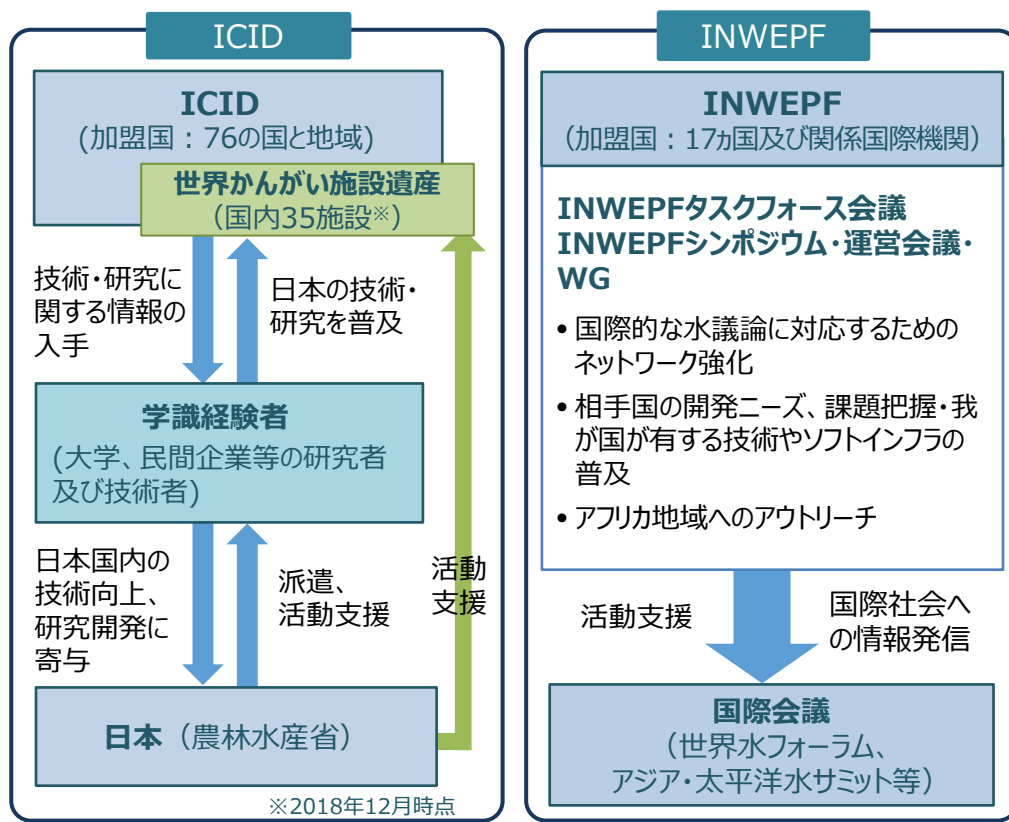 ICID
ICID
(加盟国：76の国と地域)
世界かんがい施設遺産
（国内35施設※）
技術・研究に
関する情報の
入手
日本の技術・
研究を普及
学識経験者
(大学、民間企業等の研究者
及び技術者)
日本国内の
技術向上、
研究開発に
寄与
派遣、
活動支援
活動
支援
日本（農林水産省）
※2018年12月時点
INWEPF
INWEPF
（加盟国：17ヵ国及び関係国際機関）
INWEPFタスクフォース会議
INWEPFシンポジウム・運営会議・
WG
• 国際的な水議論に対応するための
ネットワーク強化
• 相手国の開発ニーズ、課題把握・我
が国が有する技術やソフトインフラの
普及
• アフリカ地域へのアウトリーチ
活動支援
国際社会へ
の情報発信
国際会議
（世界水フォーラム、
アジア・太平洋水サミット等）